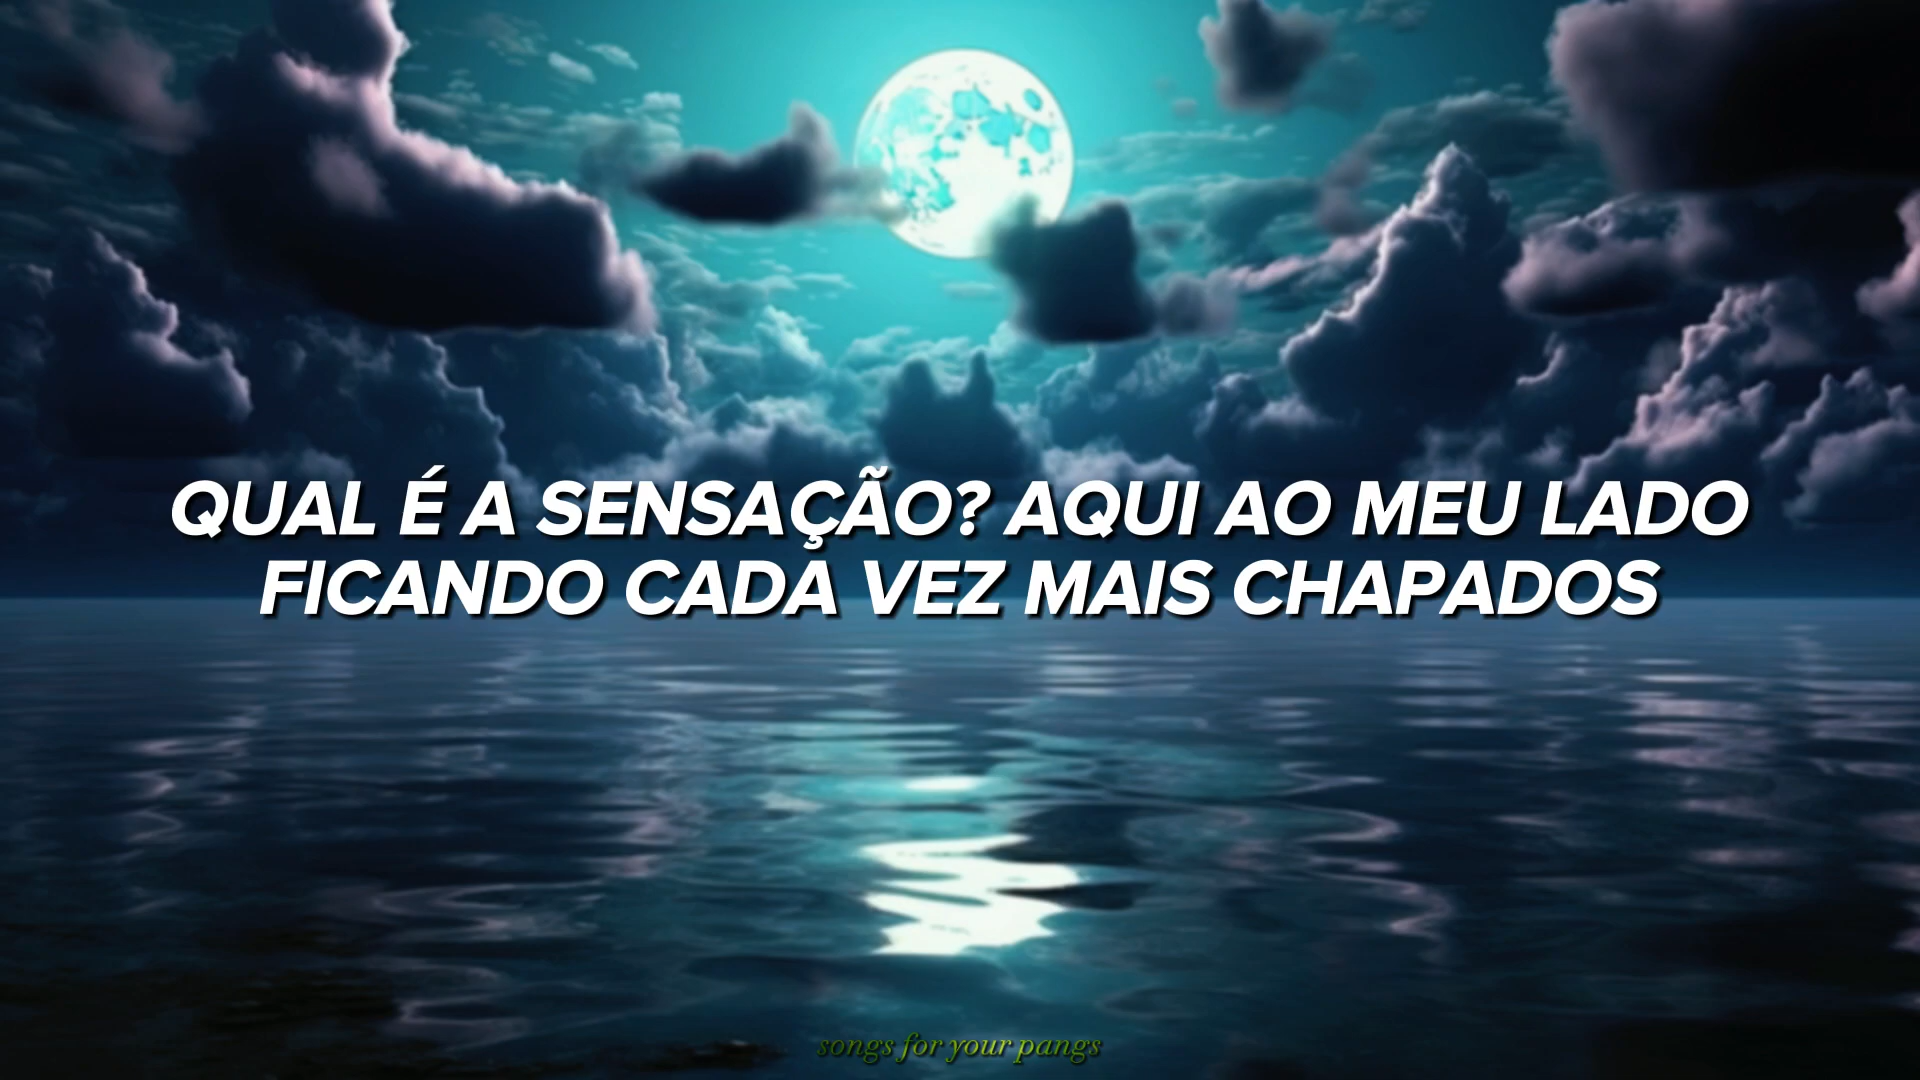 QUAL É A SENSAÇÃO? AQUI AO MEU LADO
FICANDO CADA VEZ MAIS CHAPADOS
songs for your pangs